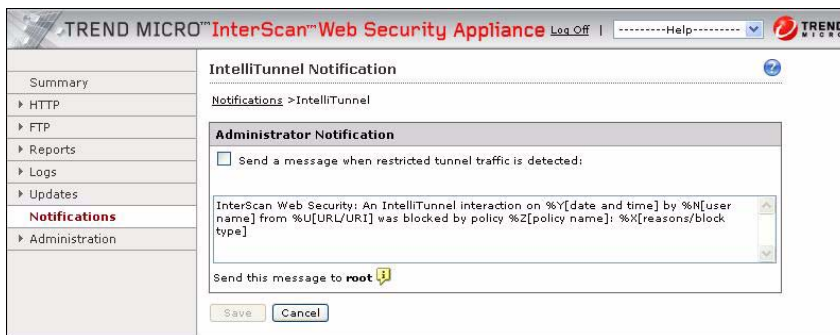 TREND MICRO™ InterScan™ Web Security Appliance Log Off | ---------Help---------
TREND
MICRO
Summary
HTTP
FTP
Reports
Logs
Updates
Notifications
Administration
IntelliTunnel Notification
Notifications >IntelliTunnel
Administrator Notification
Send a message when restricted tunnel traffic is detected:
InterScan Web Security: An IntelliTunnel interaction on %Y[date and time] by %N[user
name] from %U[URL/URI] was blocked by policy %Z[policy name]: %X[reasons/block
type]
Send this message to root
Save Cancel